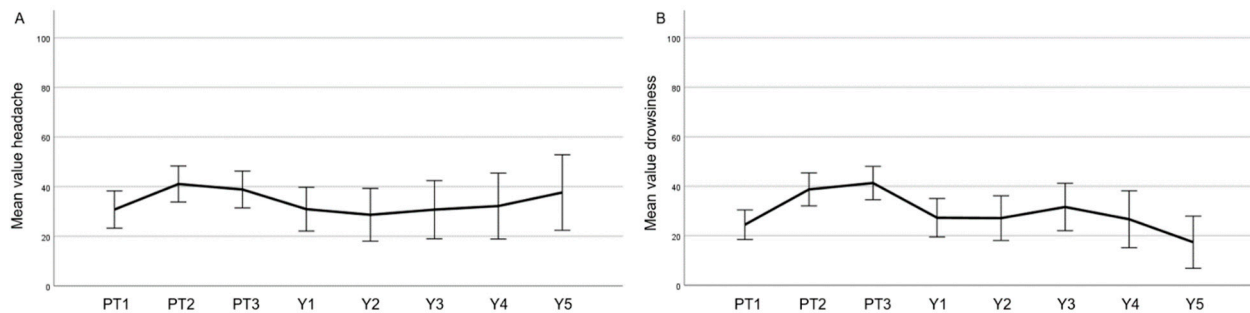 A
Mean value headache
100
80
60
40
20
0
PT1 PT2 PT3 Y1 Y2 Y3 Y4 Y5
B
Mean value drowsiness
100
80
60
40
20
0
PT1 PT2 PT3 Y1 Y2 Y3 Y4 Y5